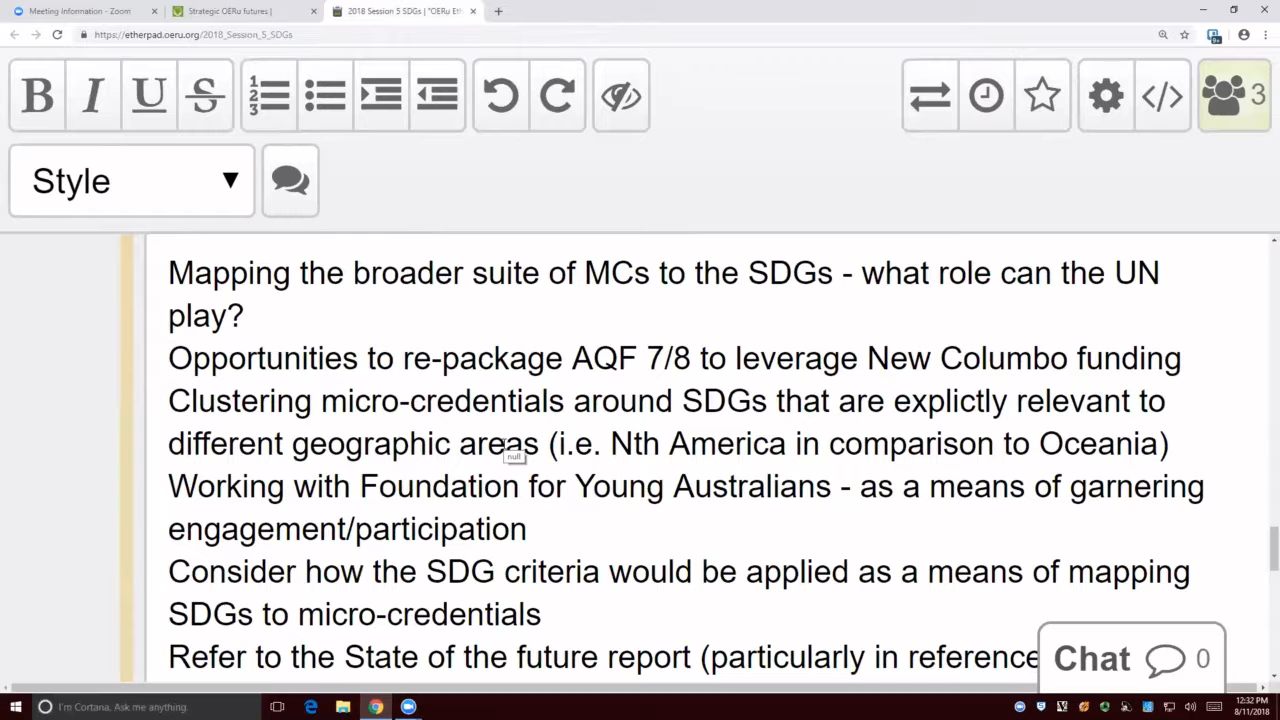 Meeting Information - Zoom
Strategic OERu futures |
2018 Session 5 SDGs | "OERu Eth
https://etherpad.oeru.org/2018_Session_5_SDGs
B I U S
3
Style
Mapping the broader suite of MCs to the SDGs - what role can the UN
play?
Opportunities to re-package AQF 7/8 to leverage New Columbo funding
Clustering micro-credentials around SDGs that are explictly relevant to
different geographic areas (i.e. Nth America in comparison to Oceania)
null
Working with Foundation for Young Australians - as a means of garnering
engagement/participation
Consider how the SDG criteria would be applied as a means of mapping
SDGs to micro-credentials
Refer to the State of the future report (particularly in reference
Chat 0
I'm Cortana. Ask me anything.
12:32 PM
8/11/2018